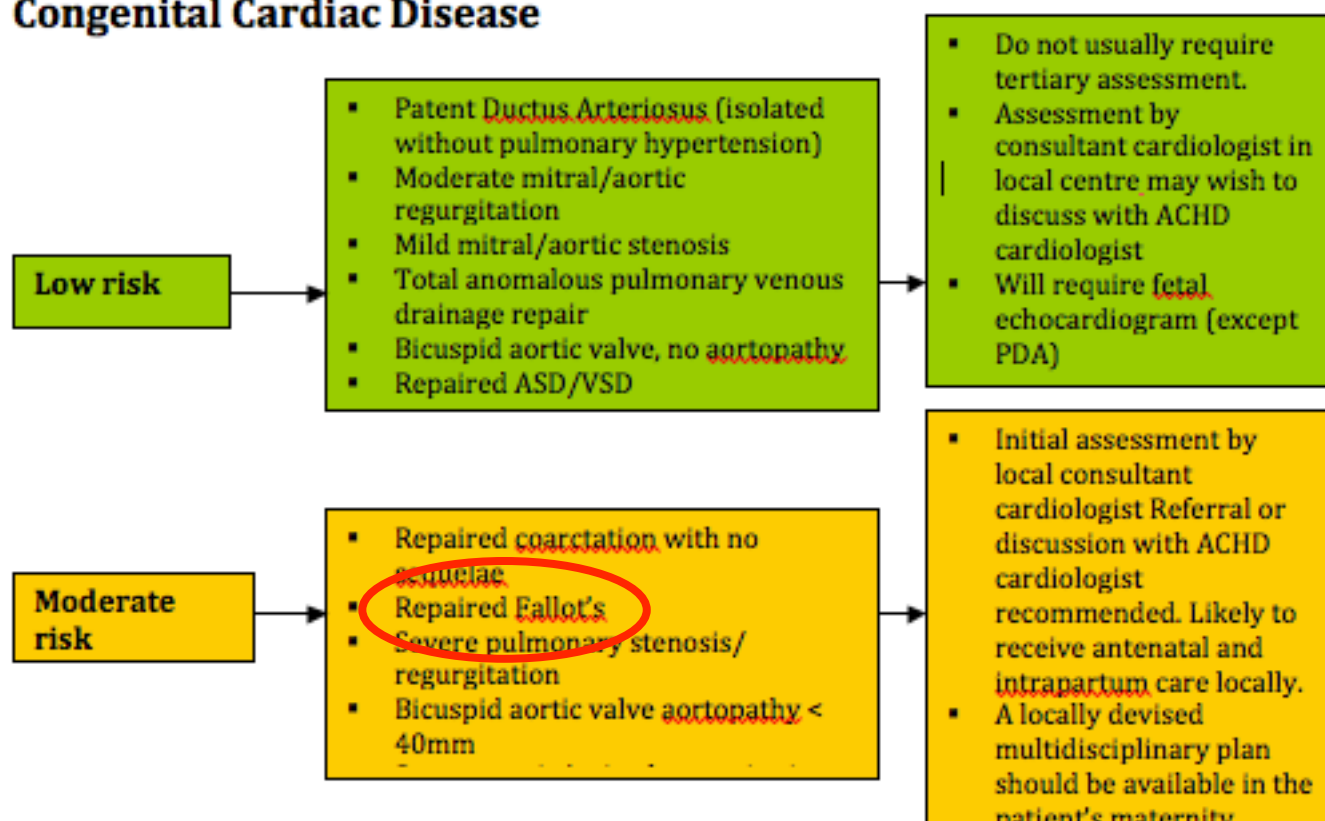 Congenital Cardiac Disease
Low risk
▪ Patent Ductus Arteriosus (isolated
without pulmonary hypertension)
▪ Moderate mitral/aortic
regurgitation
▪ Mild mitral/aortic stenosis
▪ Total anomalous pulmonary venous
drainage repair
▪ Bicuspid aortic valve, no aortopathy
▪ Repaired ASD/VSD
▪ Do not usually require
tertiary assessment.
▪ Assessment by
consultant cardiologist in
local centre may wish to
discuss with ACHD
cardiologist
▪ Will require fetal
echocardiogram (except
PDA)
Moderate
risk
▪ Repaired coarctation with no
sequelae
▪ Repaired Fallot's
▪ Severe pulmonary stenosis/
regurgitation
▪ Bicuspid aortic valve aortopathy <
40mm
▪ Initial assessment by
local consultant
cardiologist Referral or
discussion with ACHD
cardiologist
recommended. Likely to
receive antenatal and
intrapartum care locally.
▪ A locally devised
multidisciplinary plan
should be available in the
patient's maternity